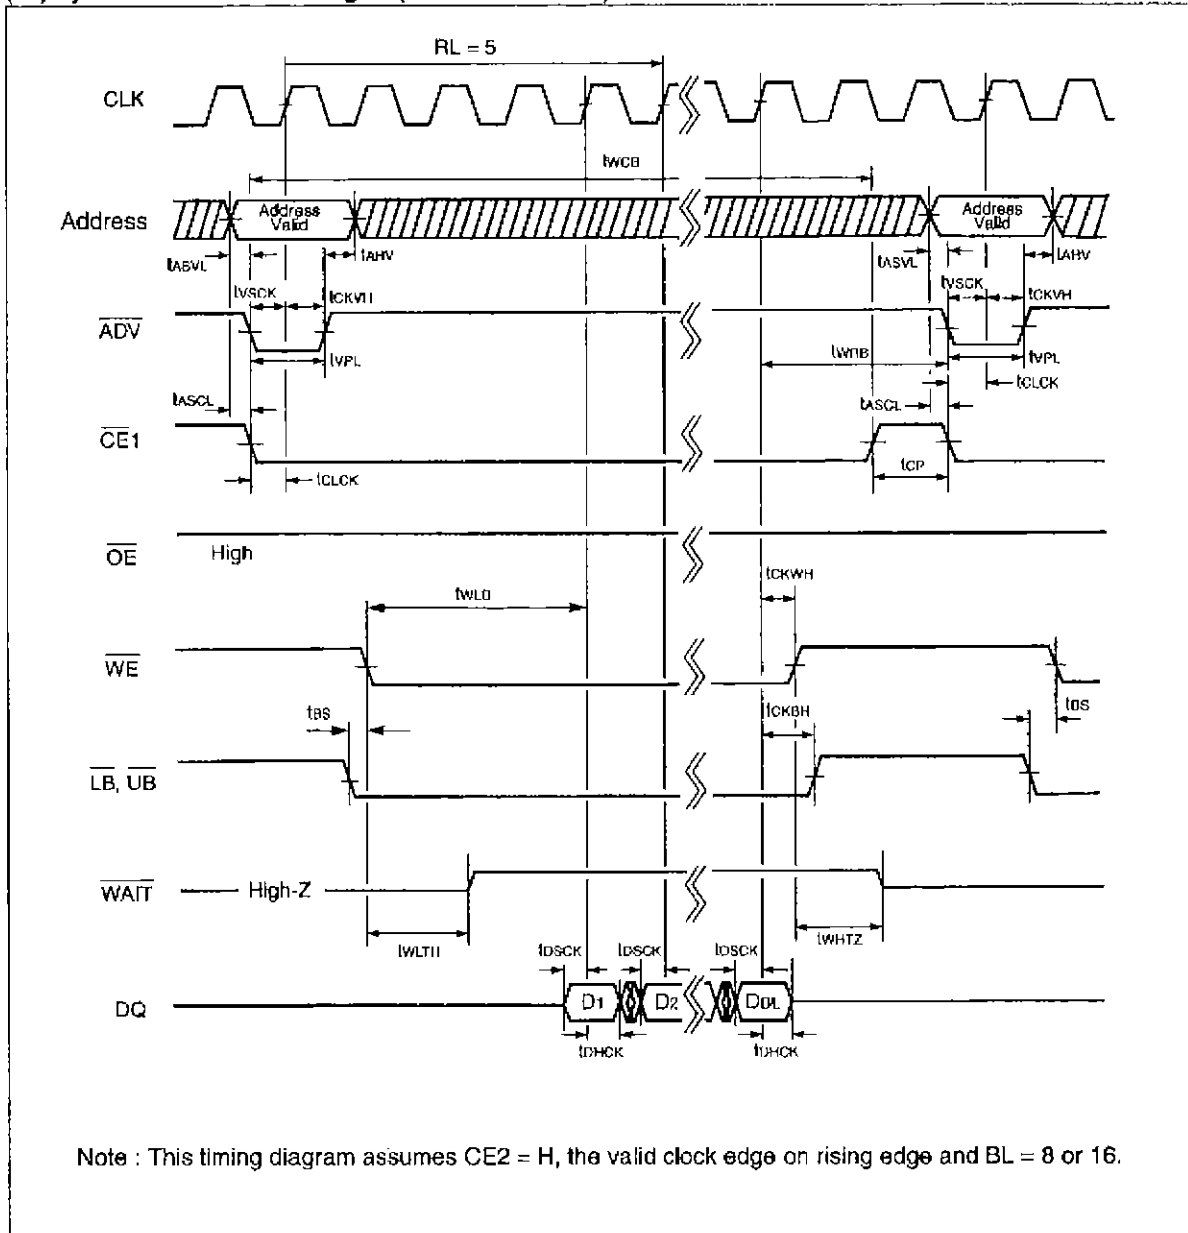 RL = 5
CLK
tWCB
Address
Address Valid
Address Valid
tASVL
tAHV
tASVL
tAHV
tVSCK
tCKVH
tVSCK
tCKVH
ADV
tVPL
tWRB
tVPL
tCLCK
tASCL
tASCL
CE1
tCLCK
tCP
OE
High
tCKWH
tWLD
WE
tBS
tCKBH
tBS
LB, UB
WAIT
High-Z
tWLTH
tWHTZ
tDSCK
tDSCK
tDSCK
DQ
D1
D2
DBL
tDHCK
tDHCK
Note : This timing diagram assumes CE2 = H, the valid clock edge on rising edge and BL = 8 or 16.